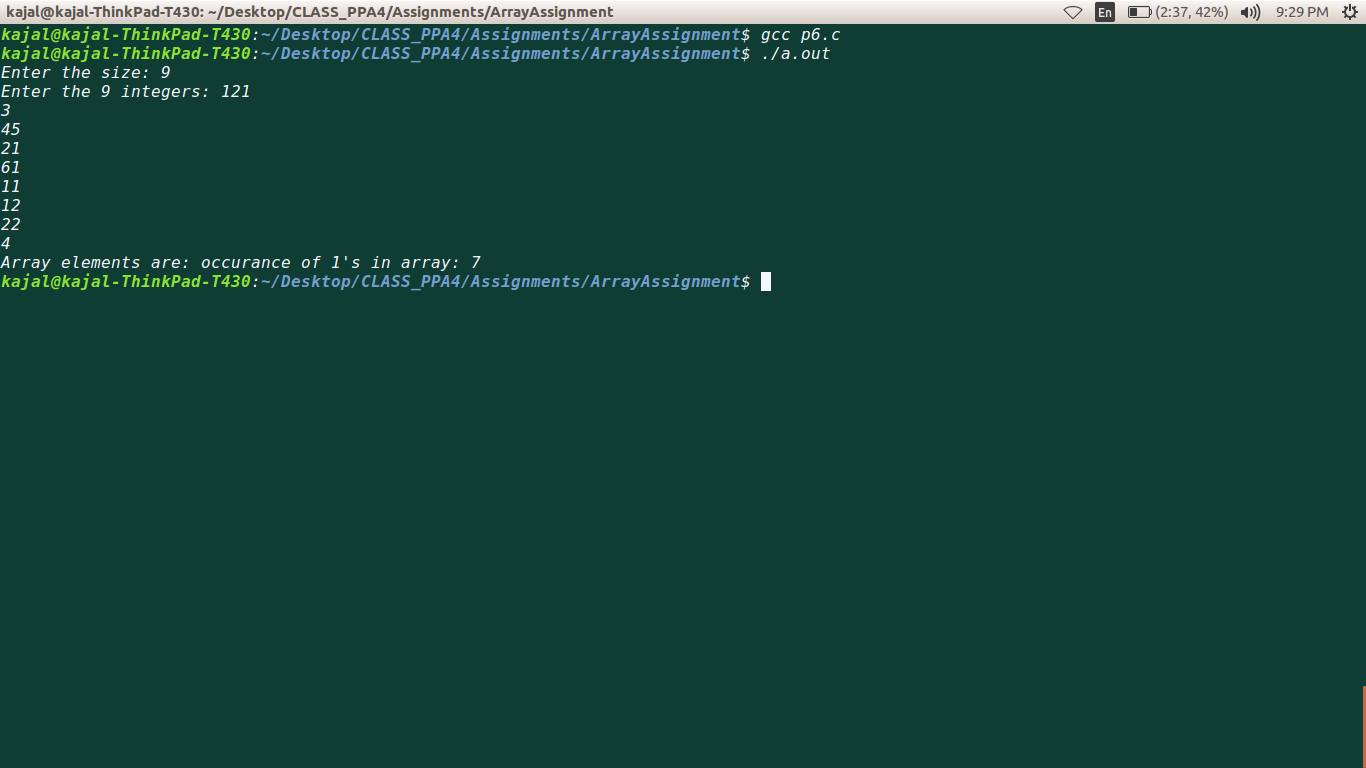 kajal@kajal-ThinkPad-T430: ~/Desktop/CLASS_PPA4/Assignments/ArrayAssignment En (2:37, 42%) 9:29 PM
kajal@kajal-ThinkPad-T430:~/Desktop/CLASS_PPA4/Assignments/ArrayAssignment$ gcc p6.c
kajal@kajal-ThinkPad-T430:~/Desktop/CLASS_PPA4/Assignments/ArrayAssignment$ ./a.out
Enter the size: 9
Enter the 9 integers: 121
3
45
21
61
11
12
22
4
Array elements are: occurance of 1's in array: 7
kajal@kajal-ThinkPad-T430:~/Desktop/CLASS_PPA4/Assignments/ArrayAssignment$